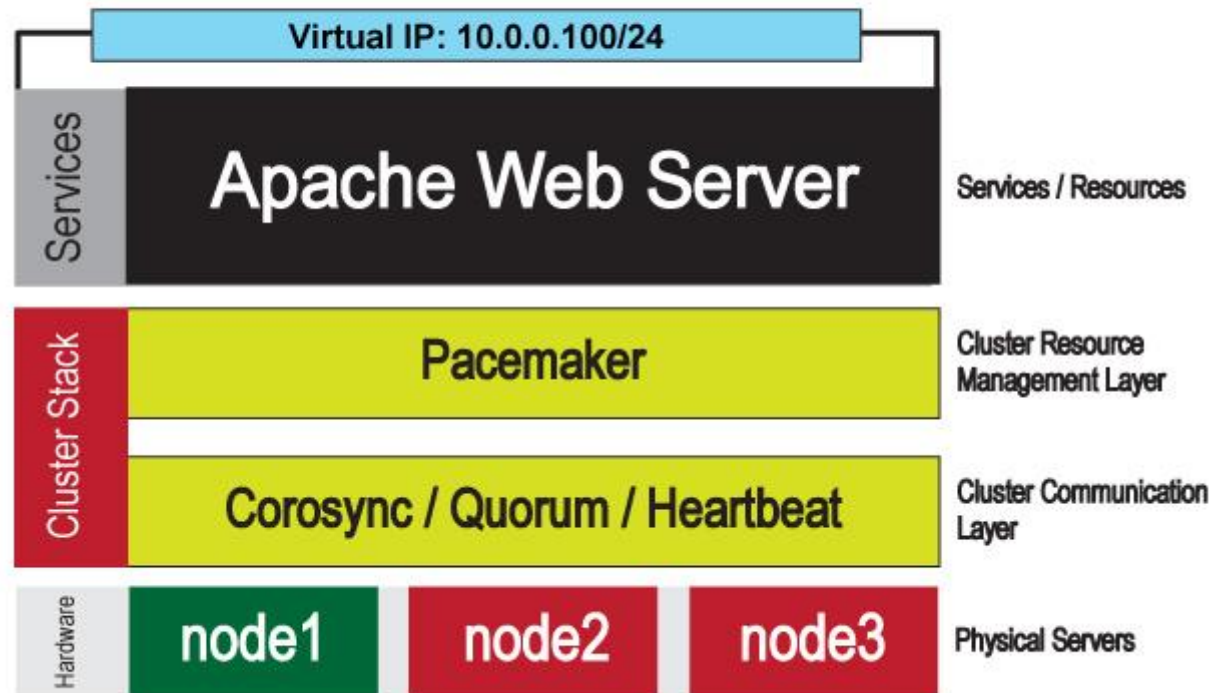 Virtual IP: 10.0.0.100/24
Services
Apache Web Server
Services / Resources
Cluster Stack
Pacemaker
Cluster Resource
Management Layer
Corosync / Quorum / Heartbeat
Cluster Communication
Layer
Hardware
node1
node2
node3
Physical Servers